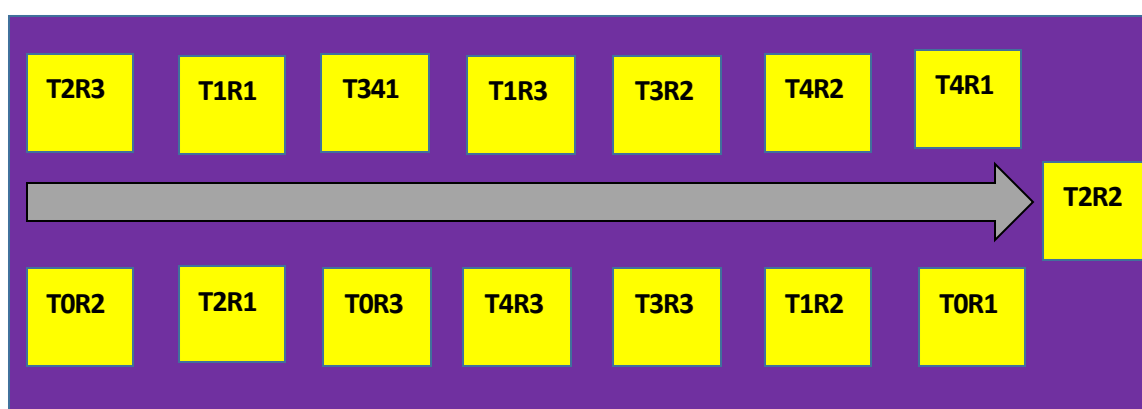 T2R3
T1R1
T341
T1R3
T3R2
T4R2
T4R1
T2R2
T0R2
T2R1
T0R3
T4R3
T3R3
T1R2
T0R1